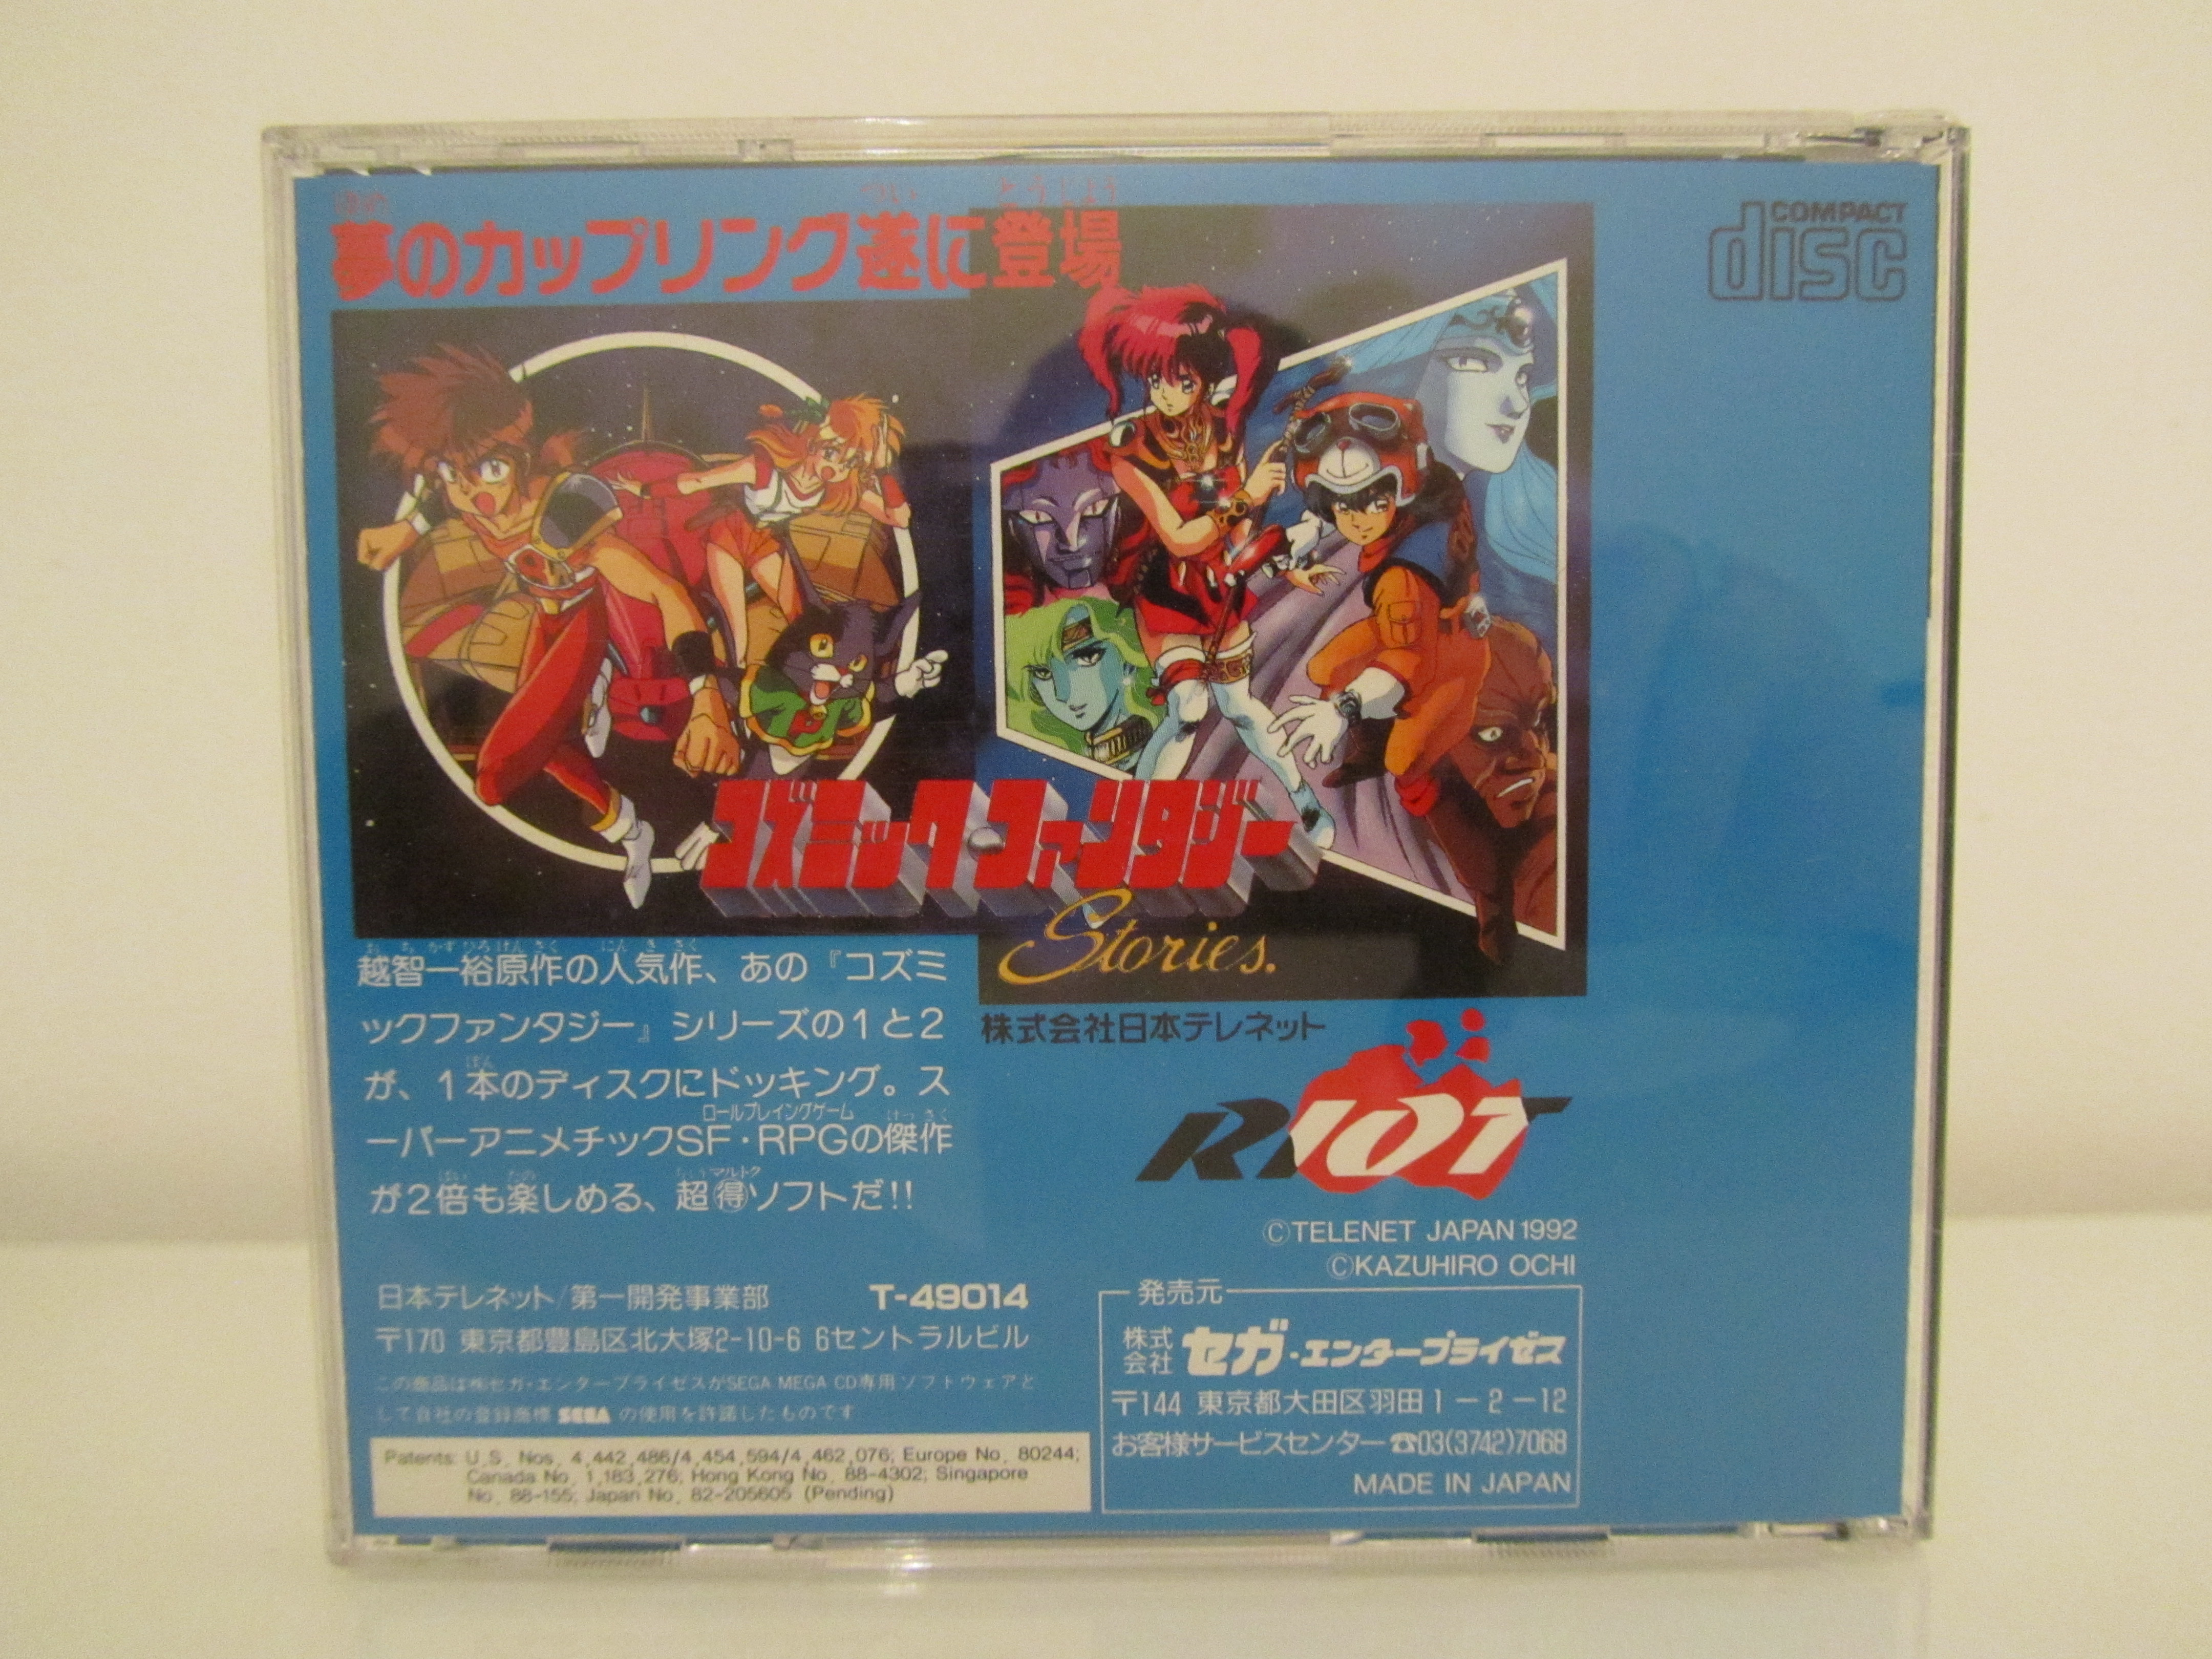 夢のカップリング遂に登場
COMPACT
disc
コズミック・ファンタジー
Stories.
越智一裕原作の人気作、あの『コズミ
ックファンタジー』シリーズの1と2
が、1本のディスクにドッキング。ス
ーパーアニメチックSF・RPGの傑作
が2倍も楽しめる、超㊕ソフトだ!!
株式会社日本テレネット
RIOT
©TELENET JAPAN 1992
©KAZUHIRO OCHI
日本テレネット/第一開発事業部 T-49014
〒170 東京都豊島区北大塚2-10-6 6セントラルビル
この商品は㈱セガ・エンタープライゼスがSEGA MEGA CD専用ソフトウェアと
して自社の登録商標 SEGA の使用を許諾したものです
Patents: U.S. Nos. 4,442,486/4,454,594/4,462,076; Europe No. 80244;
Canada No. 1,183,276; Hong Kong No. 88-4302; Singapore
No. 88-155; Japan No. 82-205605 (Pending)
発売元
株式会社 セガ・エンタープライゼス
〒144 東京都大田区羽田1-2-12
お客様サービスセンター☎03(3742)7068
MADE IN JAPAN